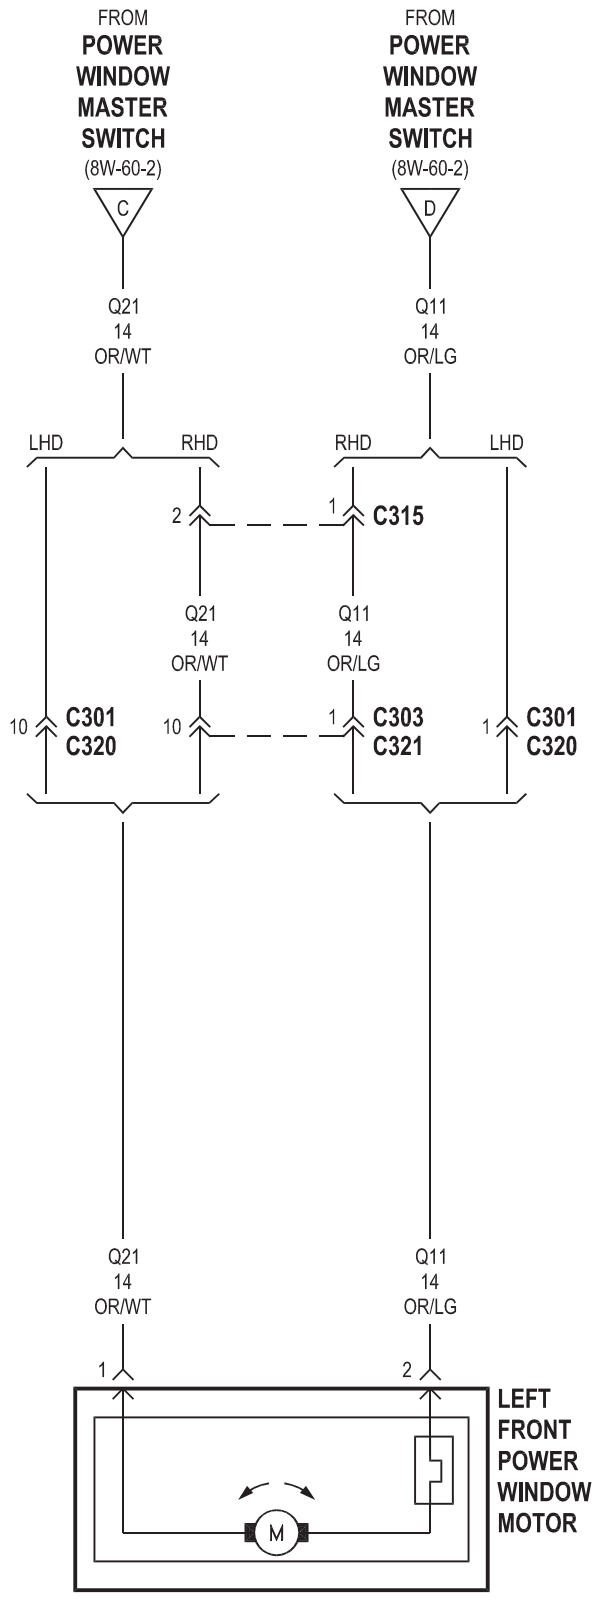 FROM
POWER
WINDOW
MASTER
SWITCH
(8W-60-2)
C
FROM
POWER
WINDOW
MASTER
SWITCH
(8W-60-2)
D
Q21
14
OR/WT
Q11
14
OR/LG
LHD
RHD
RHD
LHD
2
1
C315
Q21
14
OR/WT
Q11
14
OR/LG
10
C301
C320
10
1
C303
C321
1
C301
C320
Q21
14
OR/WT
Q11
14
OR/LG
1
2
LEFT
FRONT
POWER
WINDOW
MOTOR
M